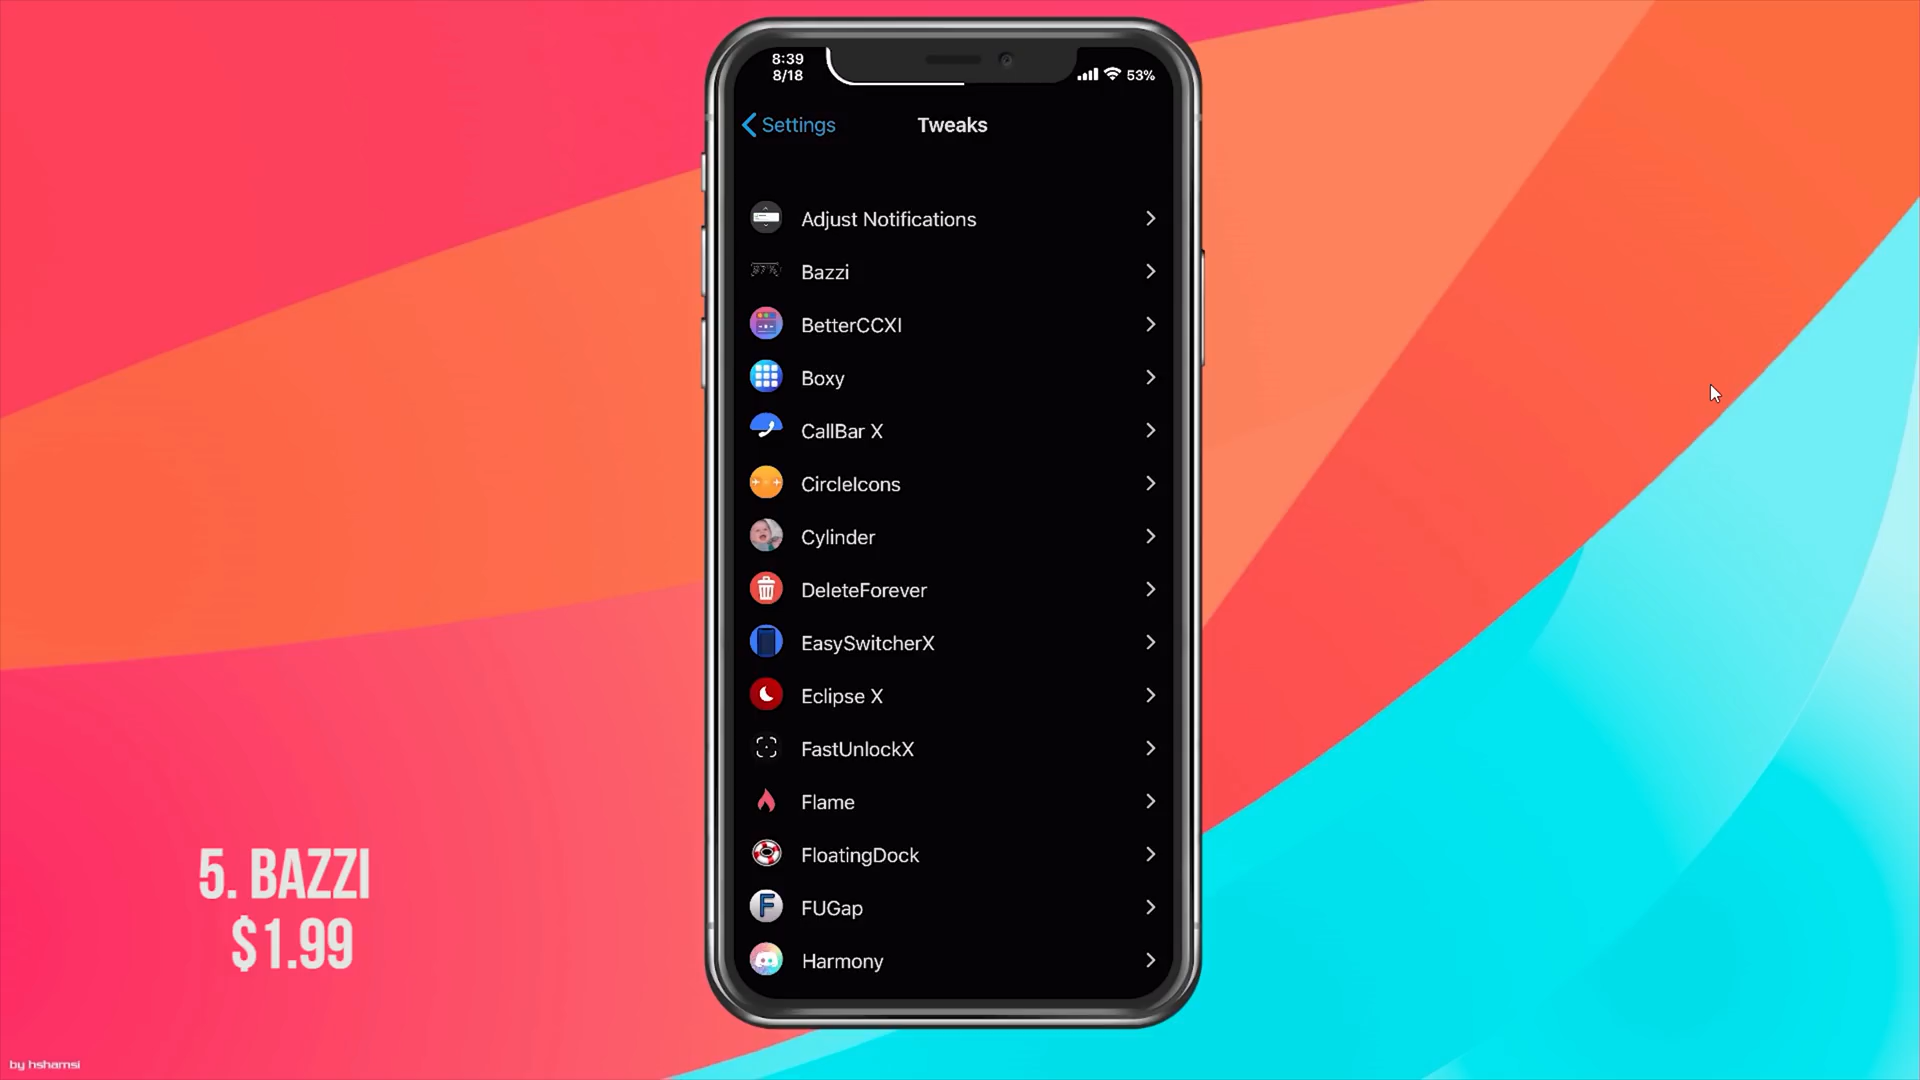 8:39
8/18
53%
Settings
Tweaks
Adjust Notifications
Bazzi
BetterCCXI
Boxy
CallBar X
CircleIcons
Cylinder
DeleteForever
EasySwitcherX
Eclipse X
FastUnlockX
Flame
FloatingDock
F
FUGap
Harmony
5. BAZZI
$1.99
by hshamsi